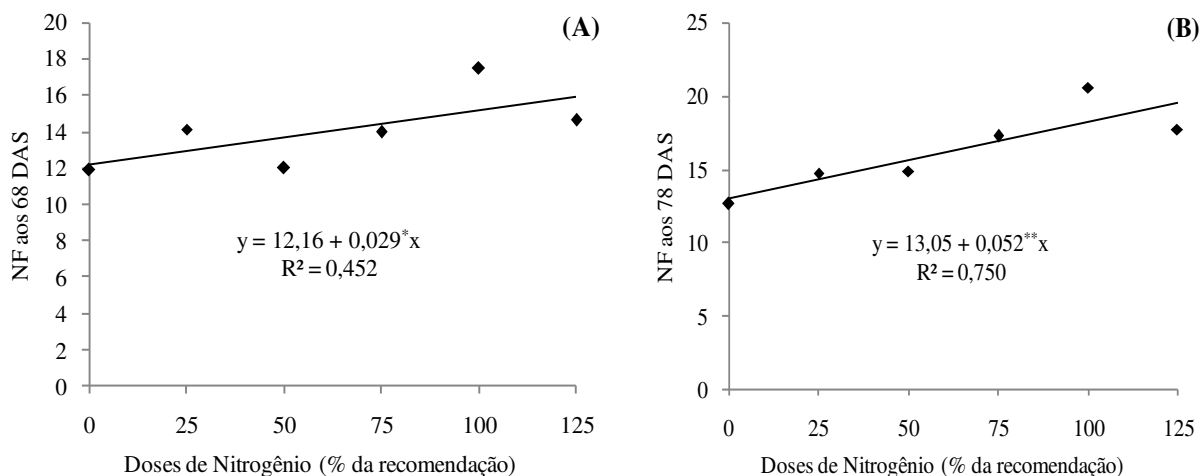 (A)
20
18
16
14
12
10
8
6
4
2
0
NF aos 68 DAS
y = 12,16 + 0,029*x
R² = 0,452
0 25 50 75 100 125
Doses de Nitrogênio (% da recomendação)
(B)
25
20
15
10
5
0
NF aos 78 DAS
y = 13,05 + 0,052**x
R² = 0,750
0 25 50 75 100 125
Doses de Nitrogênio (% da recomendação)